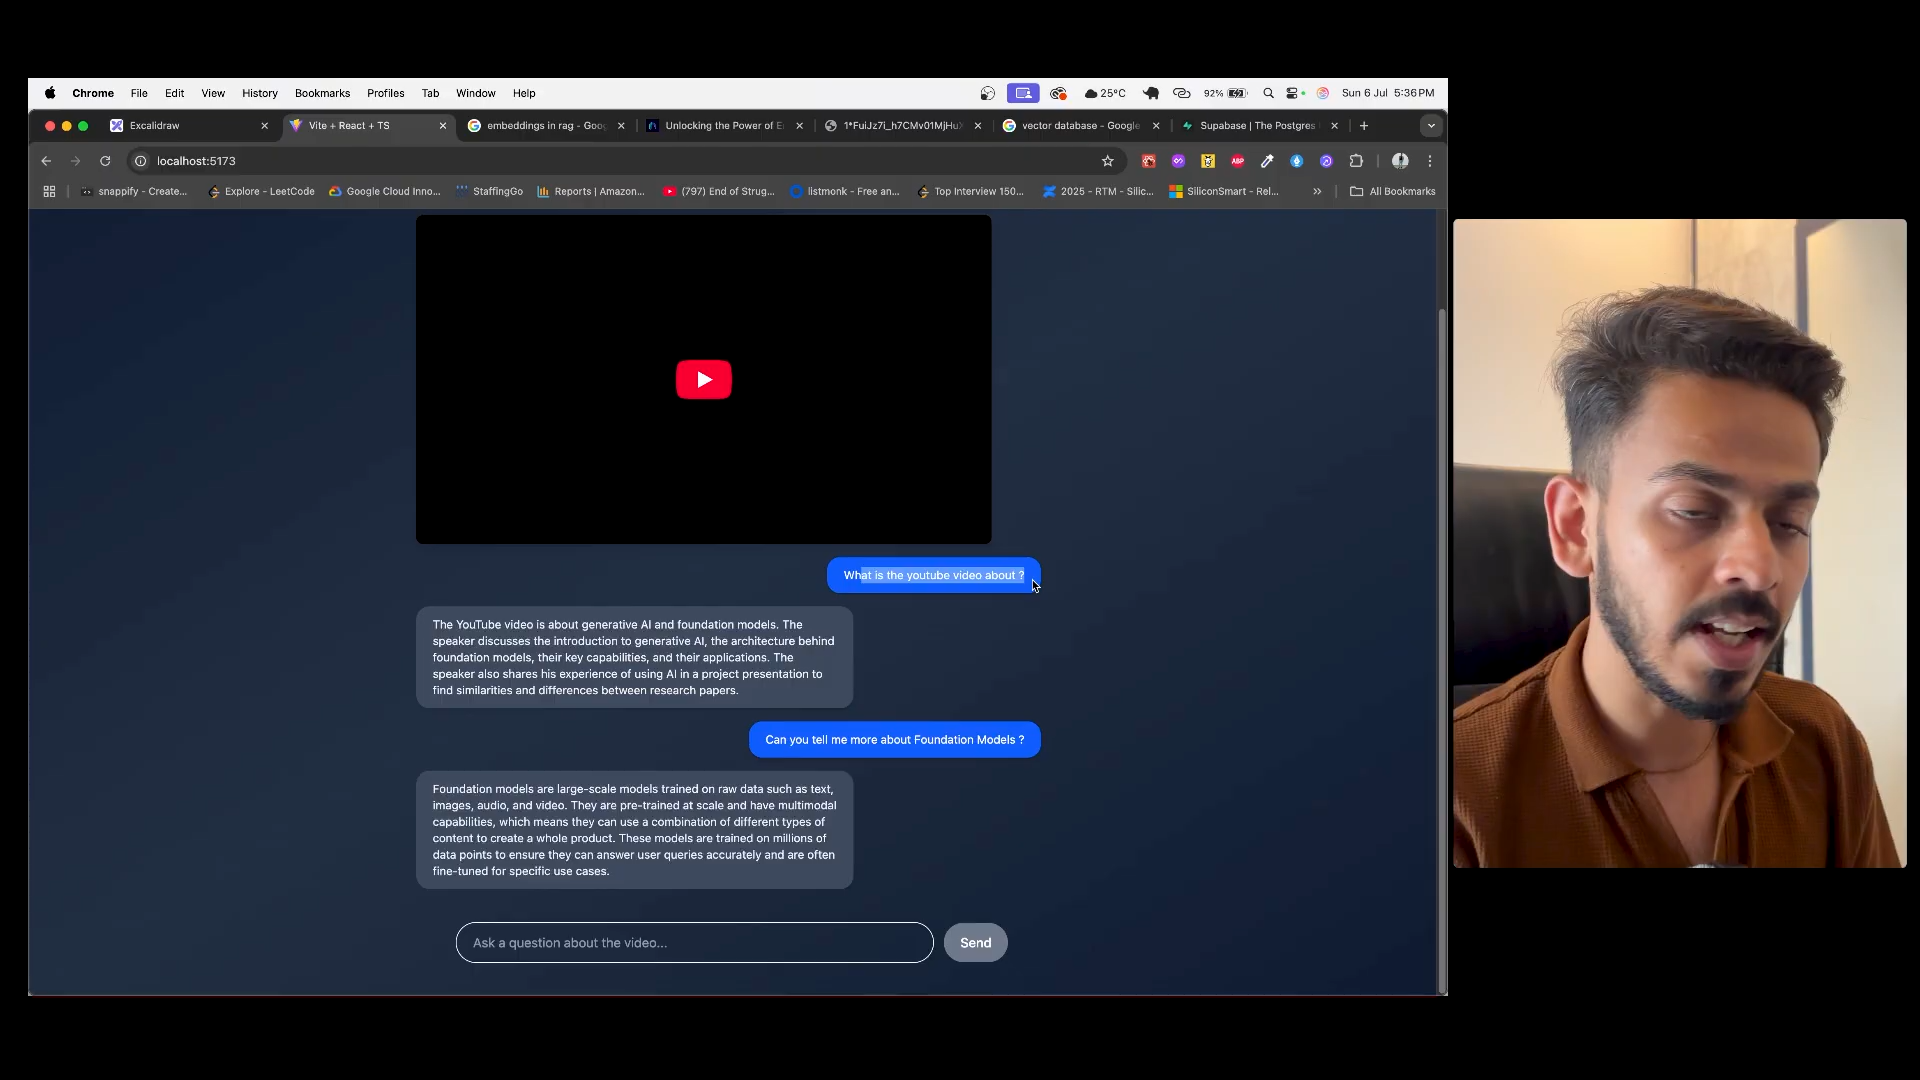 Chrome File Edit View History Bookmarks Profiles Tab Window Help 25°C 92% Sun 6 Jul 5:36 PM
Excalidraw Vite + React + TS embeddings in rag - Goog Unlocking the Power of E 1*FuiJz7i_h7CMv01MjHuX vector database - Google Supabase | The Postgres
localhost:5173 ABP
snappify - Create... Explore - LeetCode Google Cloud Inno... StaffingGo Reports | Amazon... (797) End of Strug... listmonk - Free an... Top Interview 150... 2025 - RTM - Silic... SiliconSmart - Rel... » All Bookmarks
What is the youtube video about ?
The YouTube video is about generative AI and foundation models. The
speaker discusses the introduction to generative AI, the architecture behind
foundation models, their key capabilities, and their applications. The
speaker also shares his experience of using AI in a project presentation to
find similarities and differences between research papers.
Can you tell me more about Foundation Models ?
Foundation models are large-scale models trained on raw data such as text,
images, audio, and video. They are pre-trained at scale and have multimodal
capabilities, which means they can use a combination of different types of
content to create a whole product. These models are trained on millions of
data points to ensure they can answer user queries accurately and are often
fine-tuned for specific use cases.
Ask a question about the video...
Send